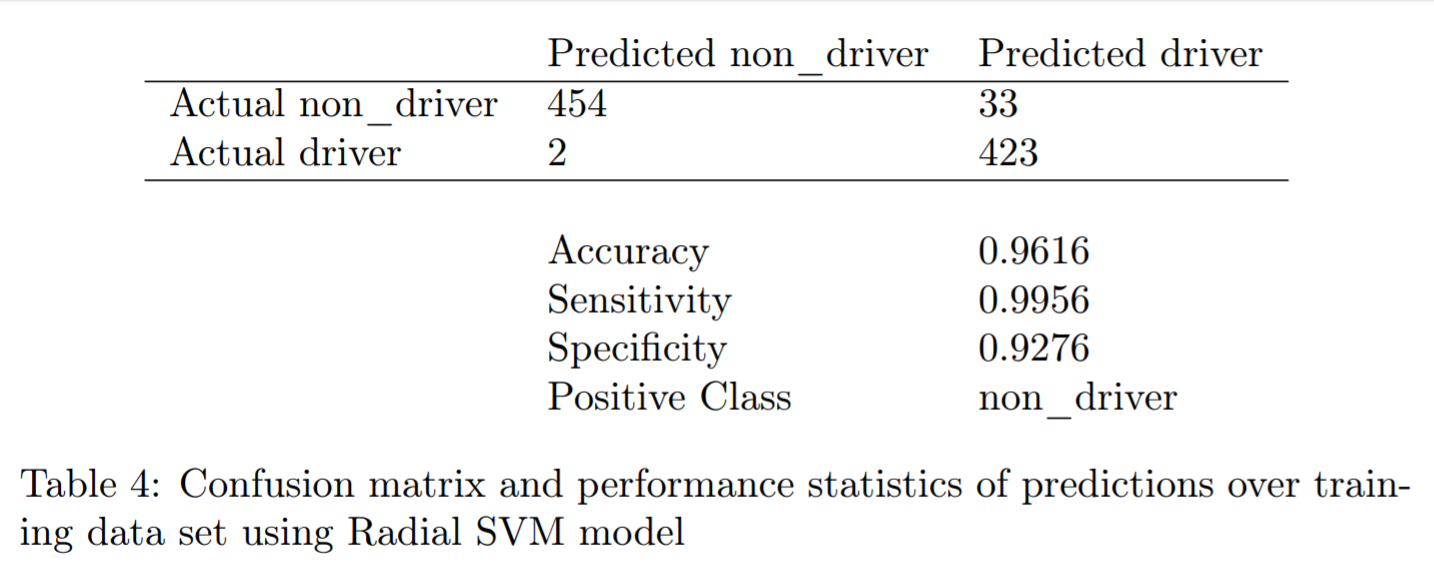 Predicted non_driver Predicted driver
Actual non_driver 454 33
Actual driver 2 423
Accuracy 0.9616
Sensitivity 0.9956
Specificity 0.9276
Positive Class non_driver
Table 4: Confusion matrix and performance statistics of predictions over train-
ing data set using Radial SVM model